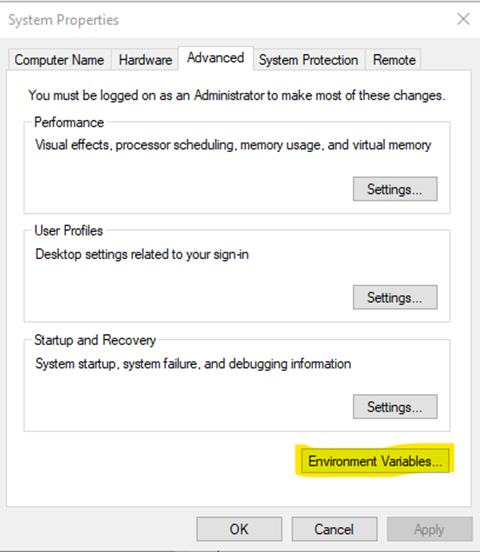 System Properties
Computer Name Hardware Advanced System Protection Remote
You must be logged on as an Administrator to make most of these changes.
Performance
Visual effects, processor scheduling, memory usage, and virtual memory
Settings...
User Profiles
Desktop settings related to your sign-in
Settings...
Startup and Recovery
System startup, system failure, and debugging information
Settings...
Environment Variables...
OK Cancel Apply